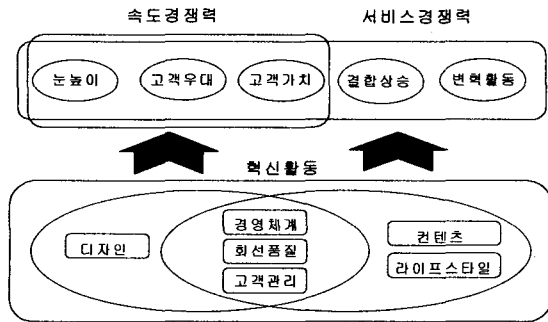 속도경쟁력 서비스경쟁력
눈높이 고객우대 고객가치 결합상승 변혁활동
혁신활동
디자인
경영체계
회선품질
고객관리
컨텐츠
라이프스타일